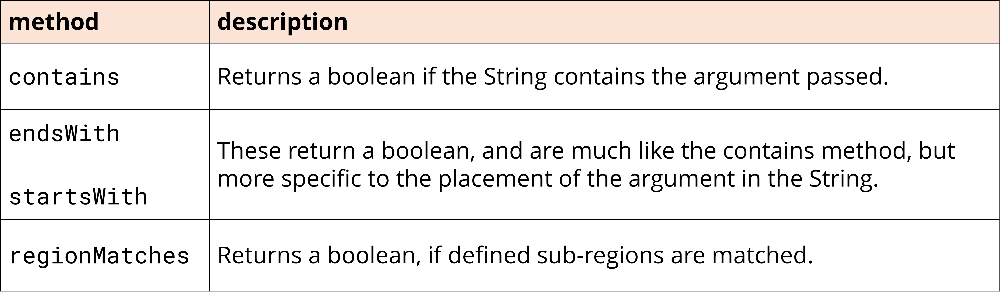 method
description
contains
Returns a boolean if the String contains the argument passed.
endsWith
startsWith
These return a boolean, and are much like the contains method, but
more specific to the placement of the argument in the String.
regionMatches
Returns a boolean, if defined sub-regions are matched.